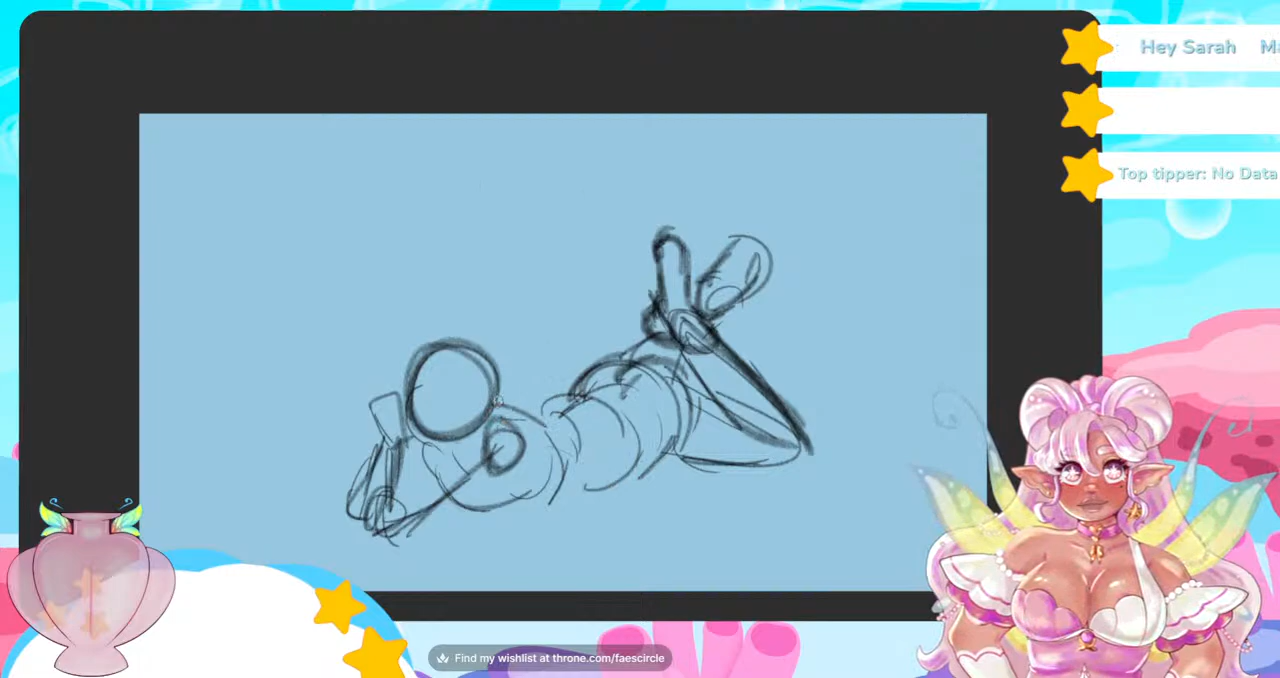 Hey Sarah
Top tipper: No Data
Find my wishlist at throne.com/faescircle